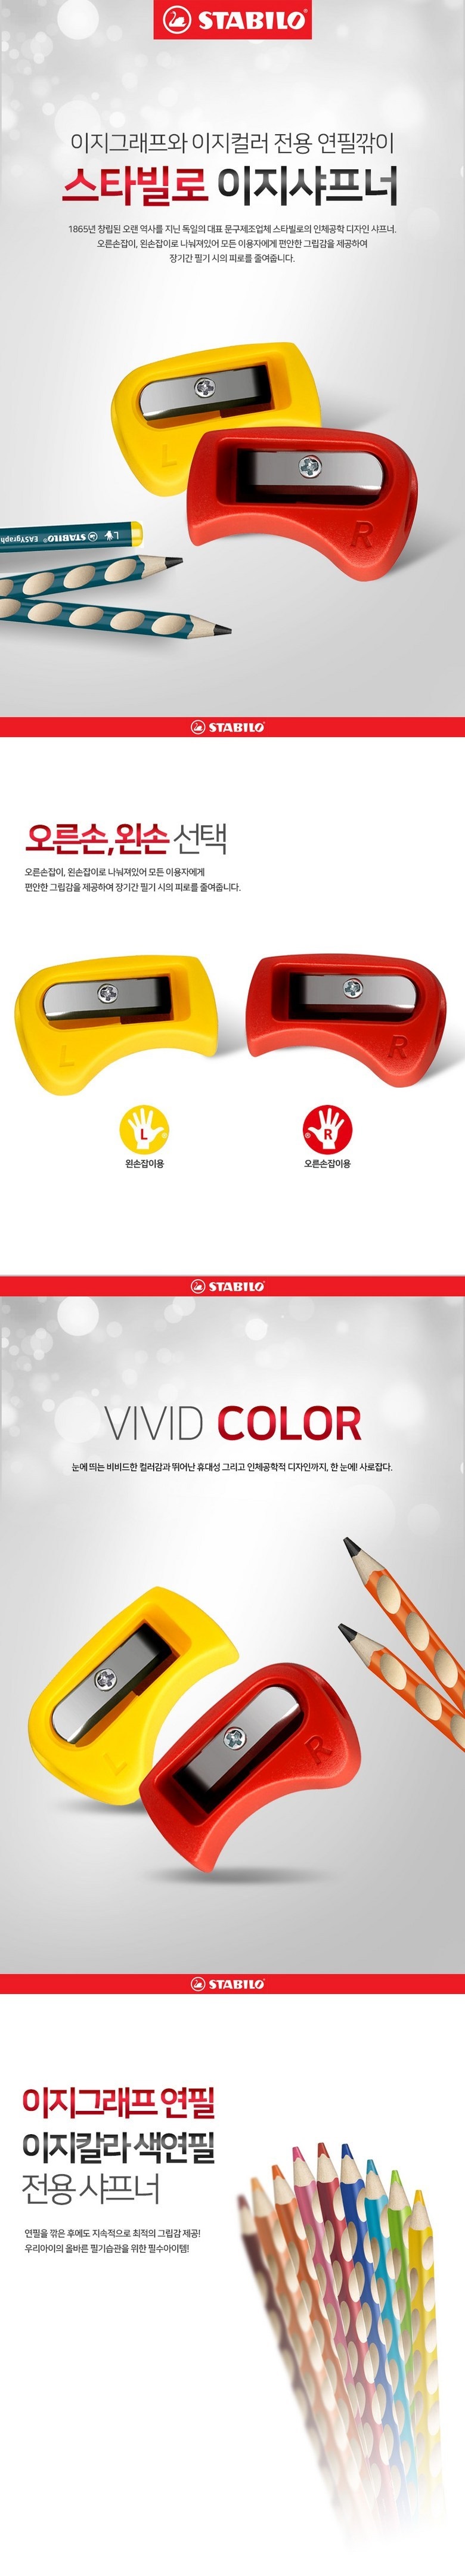 STABILO
이지그래프와 이지컬러 전용 연필깎이
스타빌로 이지샤프너
1865년 창립된 오랜 역사를 지닌 독일의 대표 문구제조업체 스타빌로의 인체공학 디자인 샤프너.
오른손잡이, 왼손잡이로 나눠져있어 모든 이용자에게 편안한 그립감을 제공하여
장기간 필기 시의 피로를 줄여줍니다.
L
R
L STABILO® EASYgraph
STABILO
오른손,왼손 선택
오른손잡이, 왼손잡이로 나눠져있어 모든 이용자에게
편안한 그립감을 제공하여 장기간 필기 시의 피로를 줄여줍니다.
L
R
L
R
왼손잡이용
오른손잡이용
STABILO
VIVID COLOR
눈에 띄는 비비드한 컬러감과 뛰어난 휴대성 그리고 인체공학적 디자인까지, 한 눈에! 사로잡다.
L
R
STABILO
이지그래프 연필
이지칼라 색연필
전용 샤프너
연필을 깎은 후에도 지속적으로 최적의 그립감 제공!
우리아이의 올바른 필기습관을 위한 필수아이템!